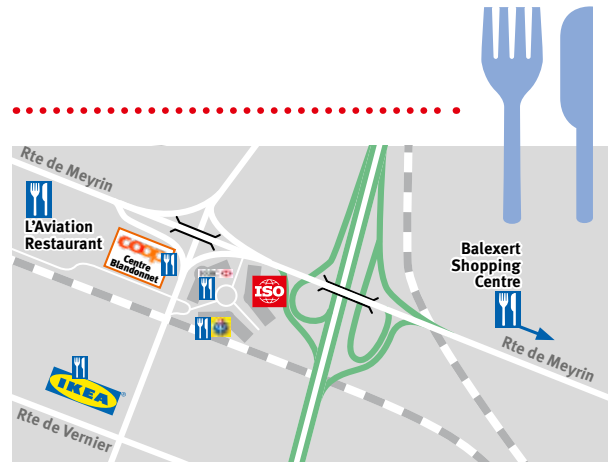 Rte de Meyrin
L'Aviation
Restaurant
coop
Centre
Blandonnet
HSBC
ISO
Balexert
Shopping
Centre
Rte de Meyrin
IKEA®
Rte de Vernier